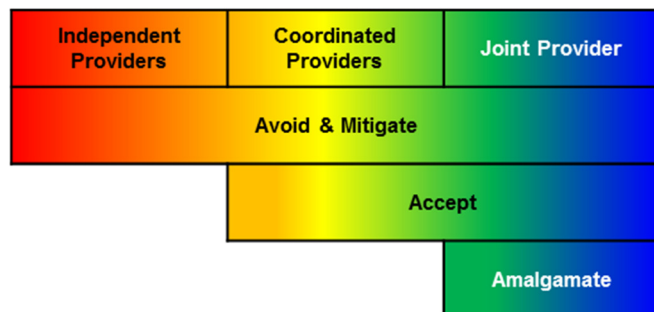 Independent
Providers
Coordinated
Providers
Joint Provider
Avoid & Mitigate
Accept
Amalgamate